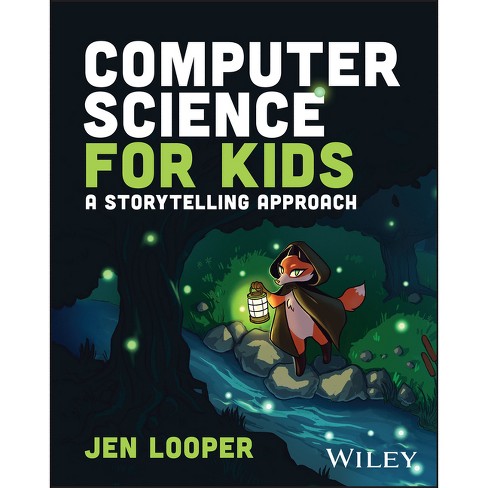 COMPUTER
SCIENCE
FOR KIDS
A STORYTELLING APPROACH
JEN LOOPER
WILEY